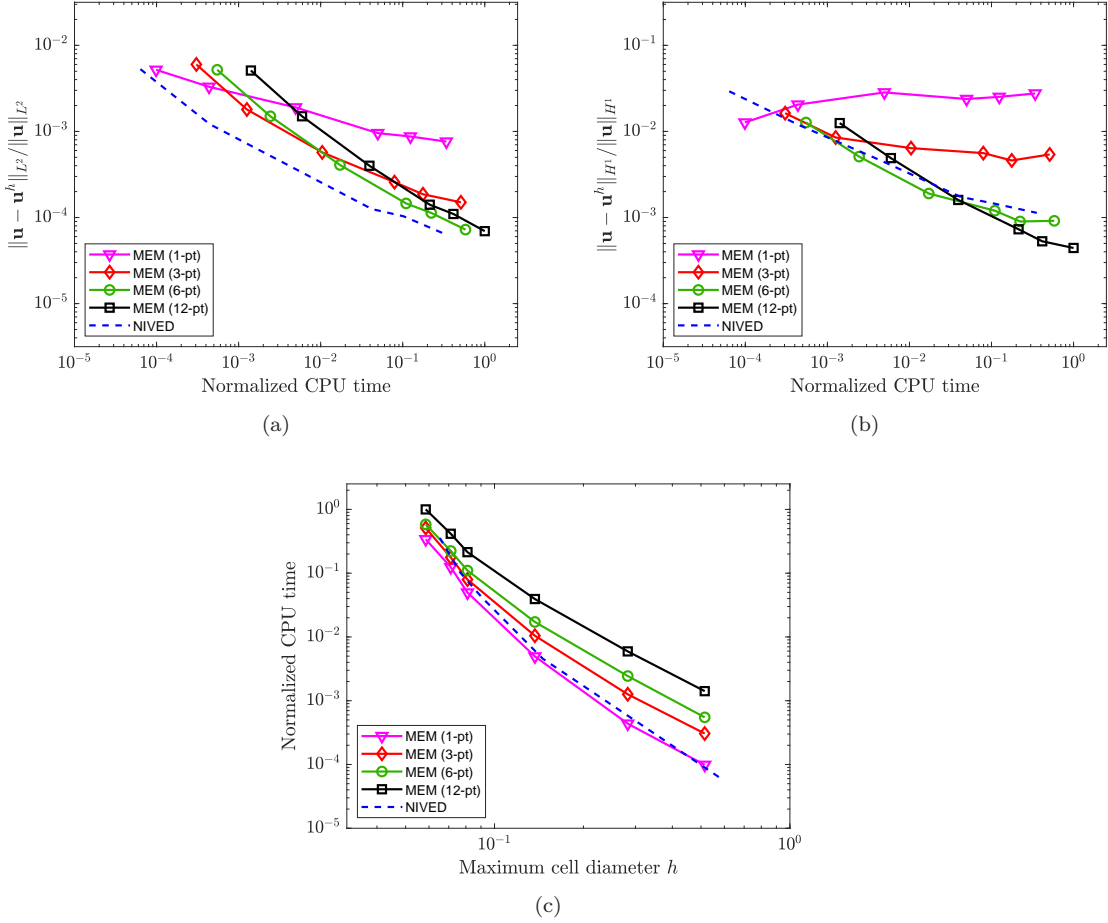 10^{-2}
10^{-3}
10^{-4}
10^{-5}
‖u − u^h‖_{L^2}/‖u‖_{L^2}
MEM (1-pt)
MEM (3-pt)
MEM (6-pt)
MEM (12-pt)
NIVED
10^{-5} 10^{-4} 10^{-3} 10^{-2} 10^{-1} 10^{0}
Normalized CPU time
(a)
10^{-1}
10^{-2}
10^{-3}
10^{-4}
‖u − u^h‖_{H^1}/‖u‖_{H^1}
MEM (1-pt)
MEM (3-pt)
MEM (6-pt)
MEM (12-pt)
NIVED
10^{-5} 10^{-4} 10^{-3} 10^{-2} 10^{-1} 10^{0}
Normalized CPU time
(b)
10^{0}
10^{-1}
10^{-2}
10^{-3}
10^{-4}
10^{-5}
Normalized CPU time
MEM (1-pt)
MEM (3-pt)
MEM (6-pt)
MEM (12-pt)
NIVED
10^{-1} 10^{0}
Maximum cell diameter h
(c)